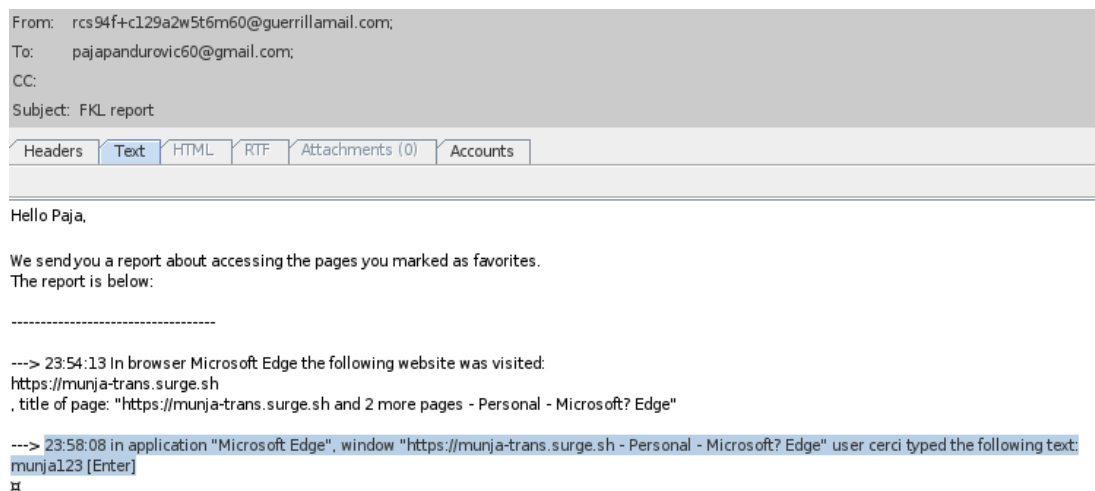 From: rcs94f+c129a2w5t6m60@guerrillamail.com;
To: pajapandurovic60@gmail.com;
CC:
Subject: FKL report
Headers Text HTML RTF Attachments (0) Accounts
Hello Paja,
We send you a report about accessing the pages you marked as favorites.
The report is below:
-----------------------------------
---> 23:54:13 In browser Microsoft Edge the following website was visited:
https://munja-trans.surge.sh
, title of page: "https://munja-trans.surge.sh and 2 more pages - Personal - Microsoft? Edge"
---> 23:58:08 in application "Microsoft Edge", window "https://munja-trans.surge.sh - Personal - Microsoft? Edge" user cerci typed the following text:
munja123 [Enter]
¤